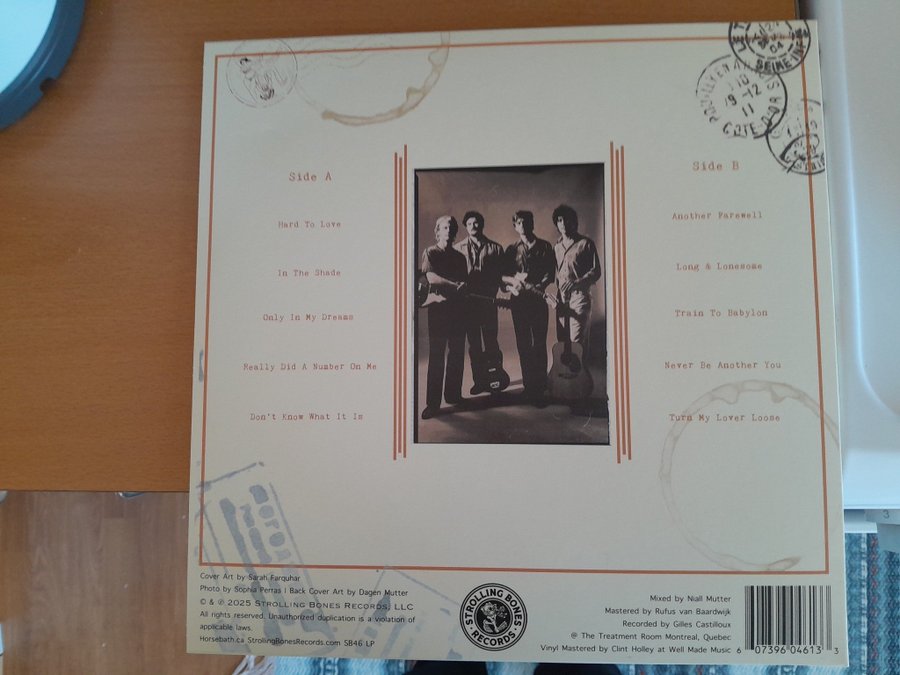 Side A
Hard To Love
In The Shade
Only In My Dreams
Really Did A Number On Me
Don't Know What It Is
Side B
Another Farewell
Long & Lonesome
Train To Babylon
Never Be Another You
Turn My Lover Loose
SEINE
CÔTE-D'OR
Cover Art by Sarah Farquhar
Photo by Sophia Perras | Back Cover Art by Dagen Mutter
© & ℗ 2025 STROLLING BONES RECORDS, LLC
All rights reserved. Unauthorized duplication is a violation of
applicable laws.
Horsebath.ca StrollingBonesRecords.com SB46 LP
STROLLING BONES
RECORDS
Mixed by Niall Mutter
Mastered by Rufus van Baardwijk
Recorded by Gilles Castilloux
@ The Treatment Room Montreal, Quebec
Vinyl Mastered by Clint Holley at Well Made Music
6 07396 04613 3
3